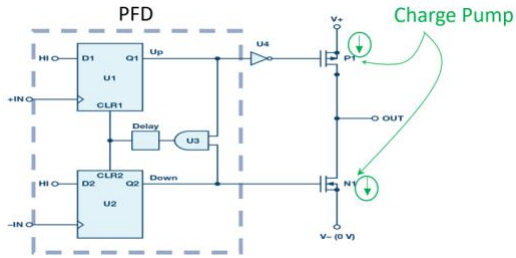 PFD
Charge Pump
V+
HI
D1
Q1
Up
U4
P1
U1
+IN
CLR1
Delay
U3
OUT
CLR2
HI
D2
Q2
Down
N1
U2
–IN
V– (0 V)